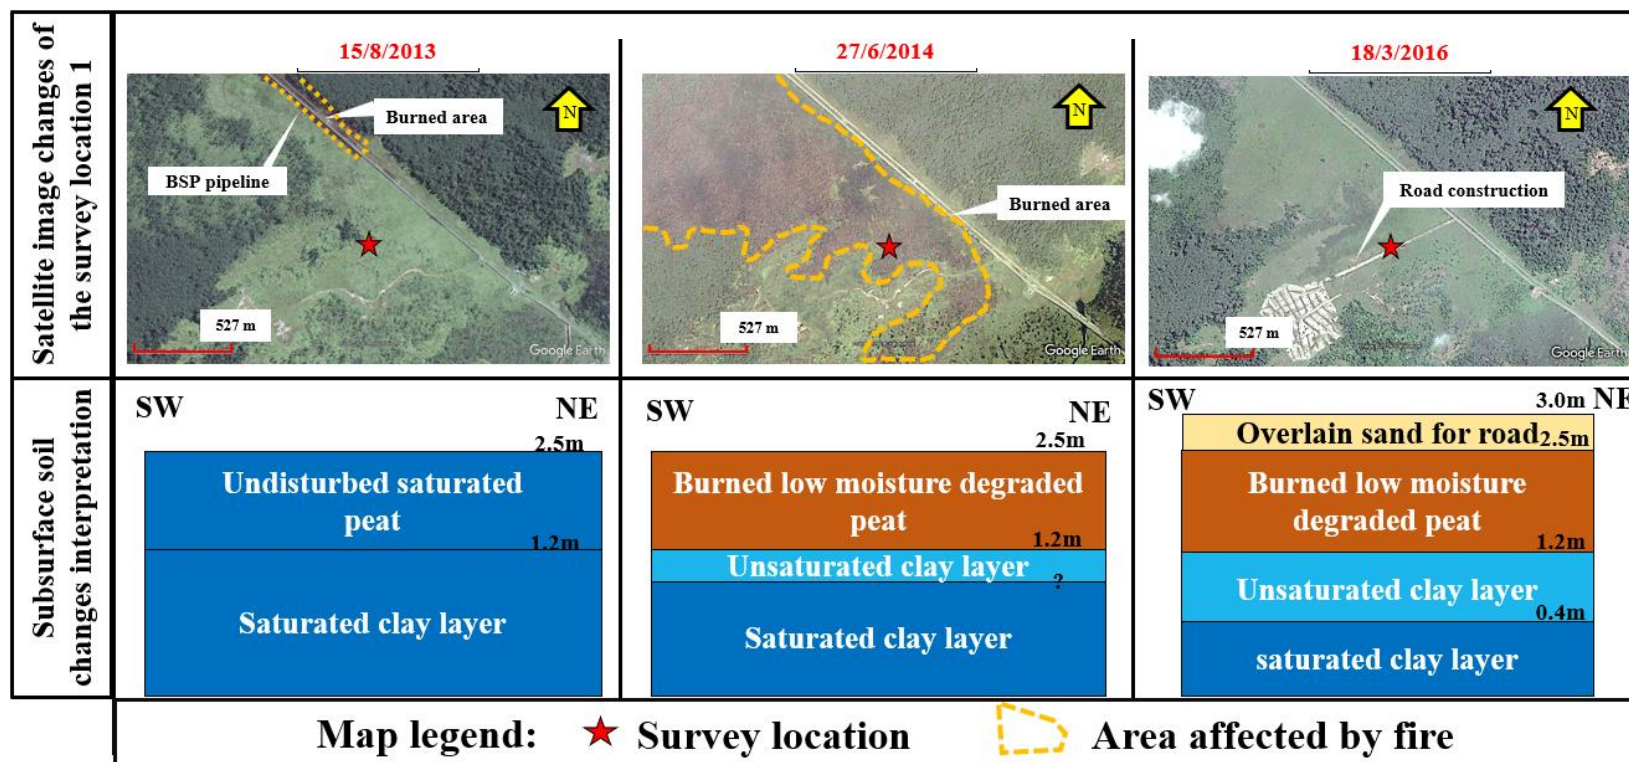 Satellite image changes of
the survey location 1
15/8/2013
Burned area
BSP pipeline
N
527 m
Google Earth
27/6/2014
N
Burned area
527 m
Google Earth
18/3/2016
N
Road construction
527 m
Google Earth
Subsurface soil
changes interpretation
SW
NE
2.5m
Undisturbed saturated
peat
1.2m
Saturated clay layer
SW
NE
2.5m
Burned low moisture degraded
peat
1.2m
Unsaturated clay layer
?
Saturated clay layer
SW
3.0m NE
Overlain sand for road 2.5m
Burned low moisture
degraded peat
1.2m
Unsaturated clay layer
0.4m
saturated clay layer
Map legend:
Survey location
Area affected by fire